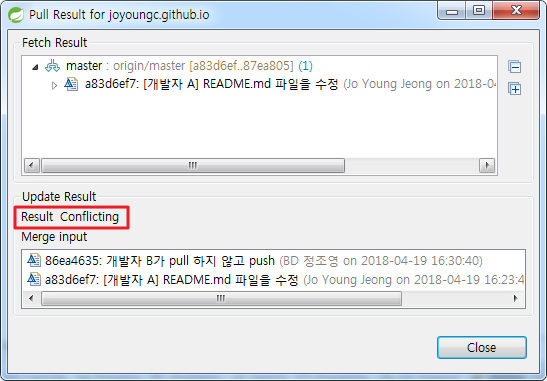 Pull Result for joyoungc.github.io
Fetch Result
master : origin/master [a83d6ef..87ea805] (1)
a83d6ef7: [개발자 A] README.md 파일을 수정 (Jo Young Jeong on 2018-04
Update Result
Result Conflicting
Merge input
86ea4635: 개발자 B가 pull 하지 않고 push (BD 정조영 on 2018-04-19 16:30:40)
a83d6ef7: [개발자 A] README.md 파일을 수정 (Jo Young Jeong on 2018-04-19 16:23:4
Close